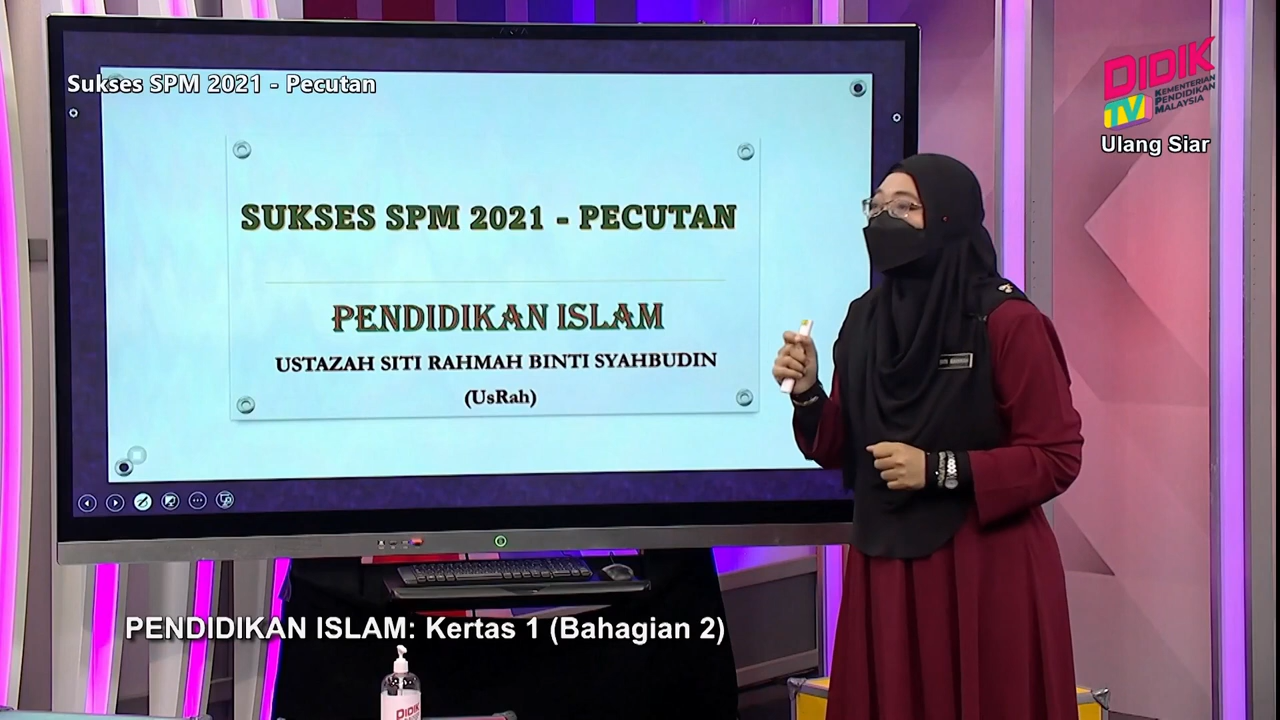 Sukses SPM 2021 - Pecutan
DIDIK
TV
KEMENTERIAN
PENDIDIKAN
MALAYSIA
Ulang Siar
SUKSES SPM 2021 - PECUTAN
PENDIDIKAN ISLAM
USTAZAH SITI RAHMAH BINTI SYAHBUDIN
(UsRah)
PENDIDIKAN ISLAM: Kertas 1 (Bahagian 2)
DIDIK